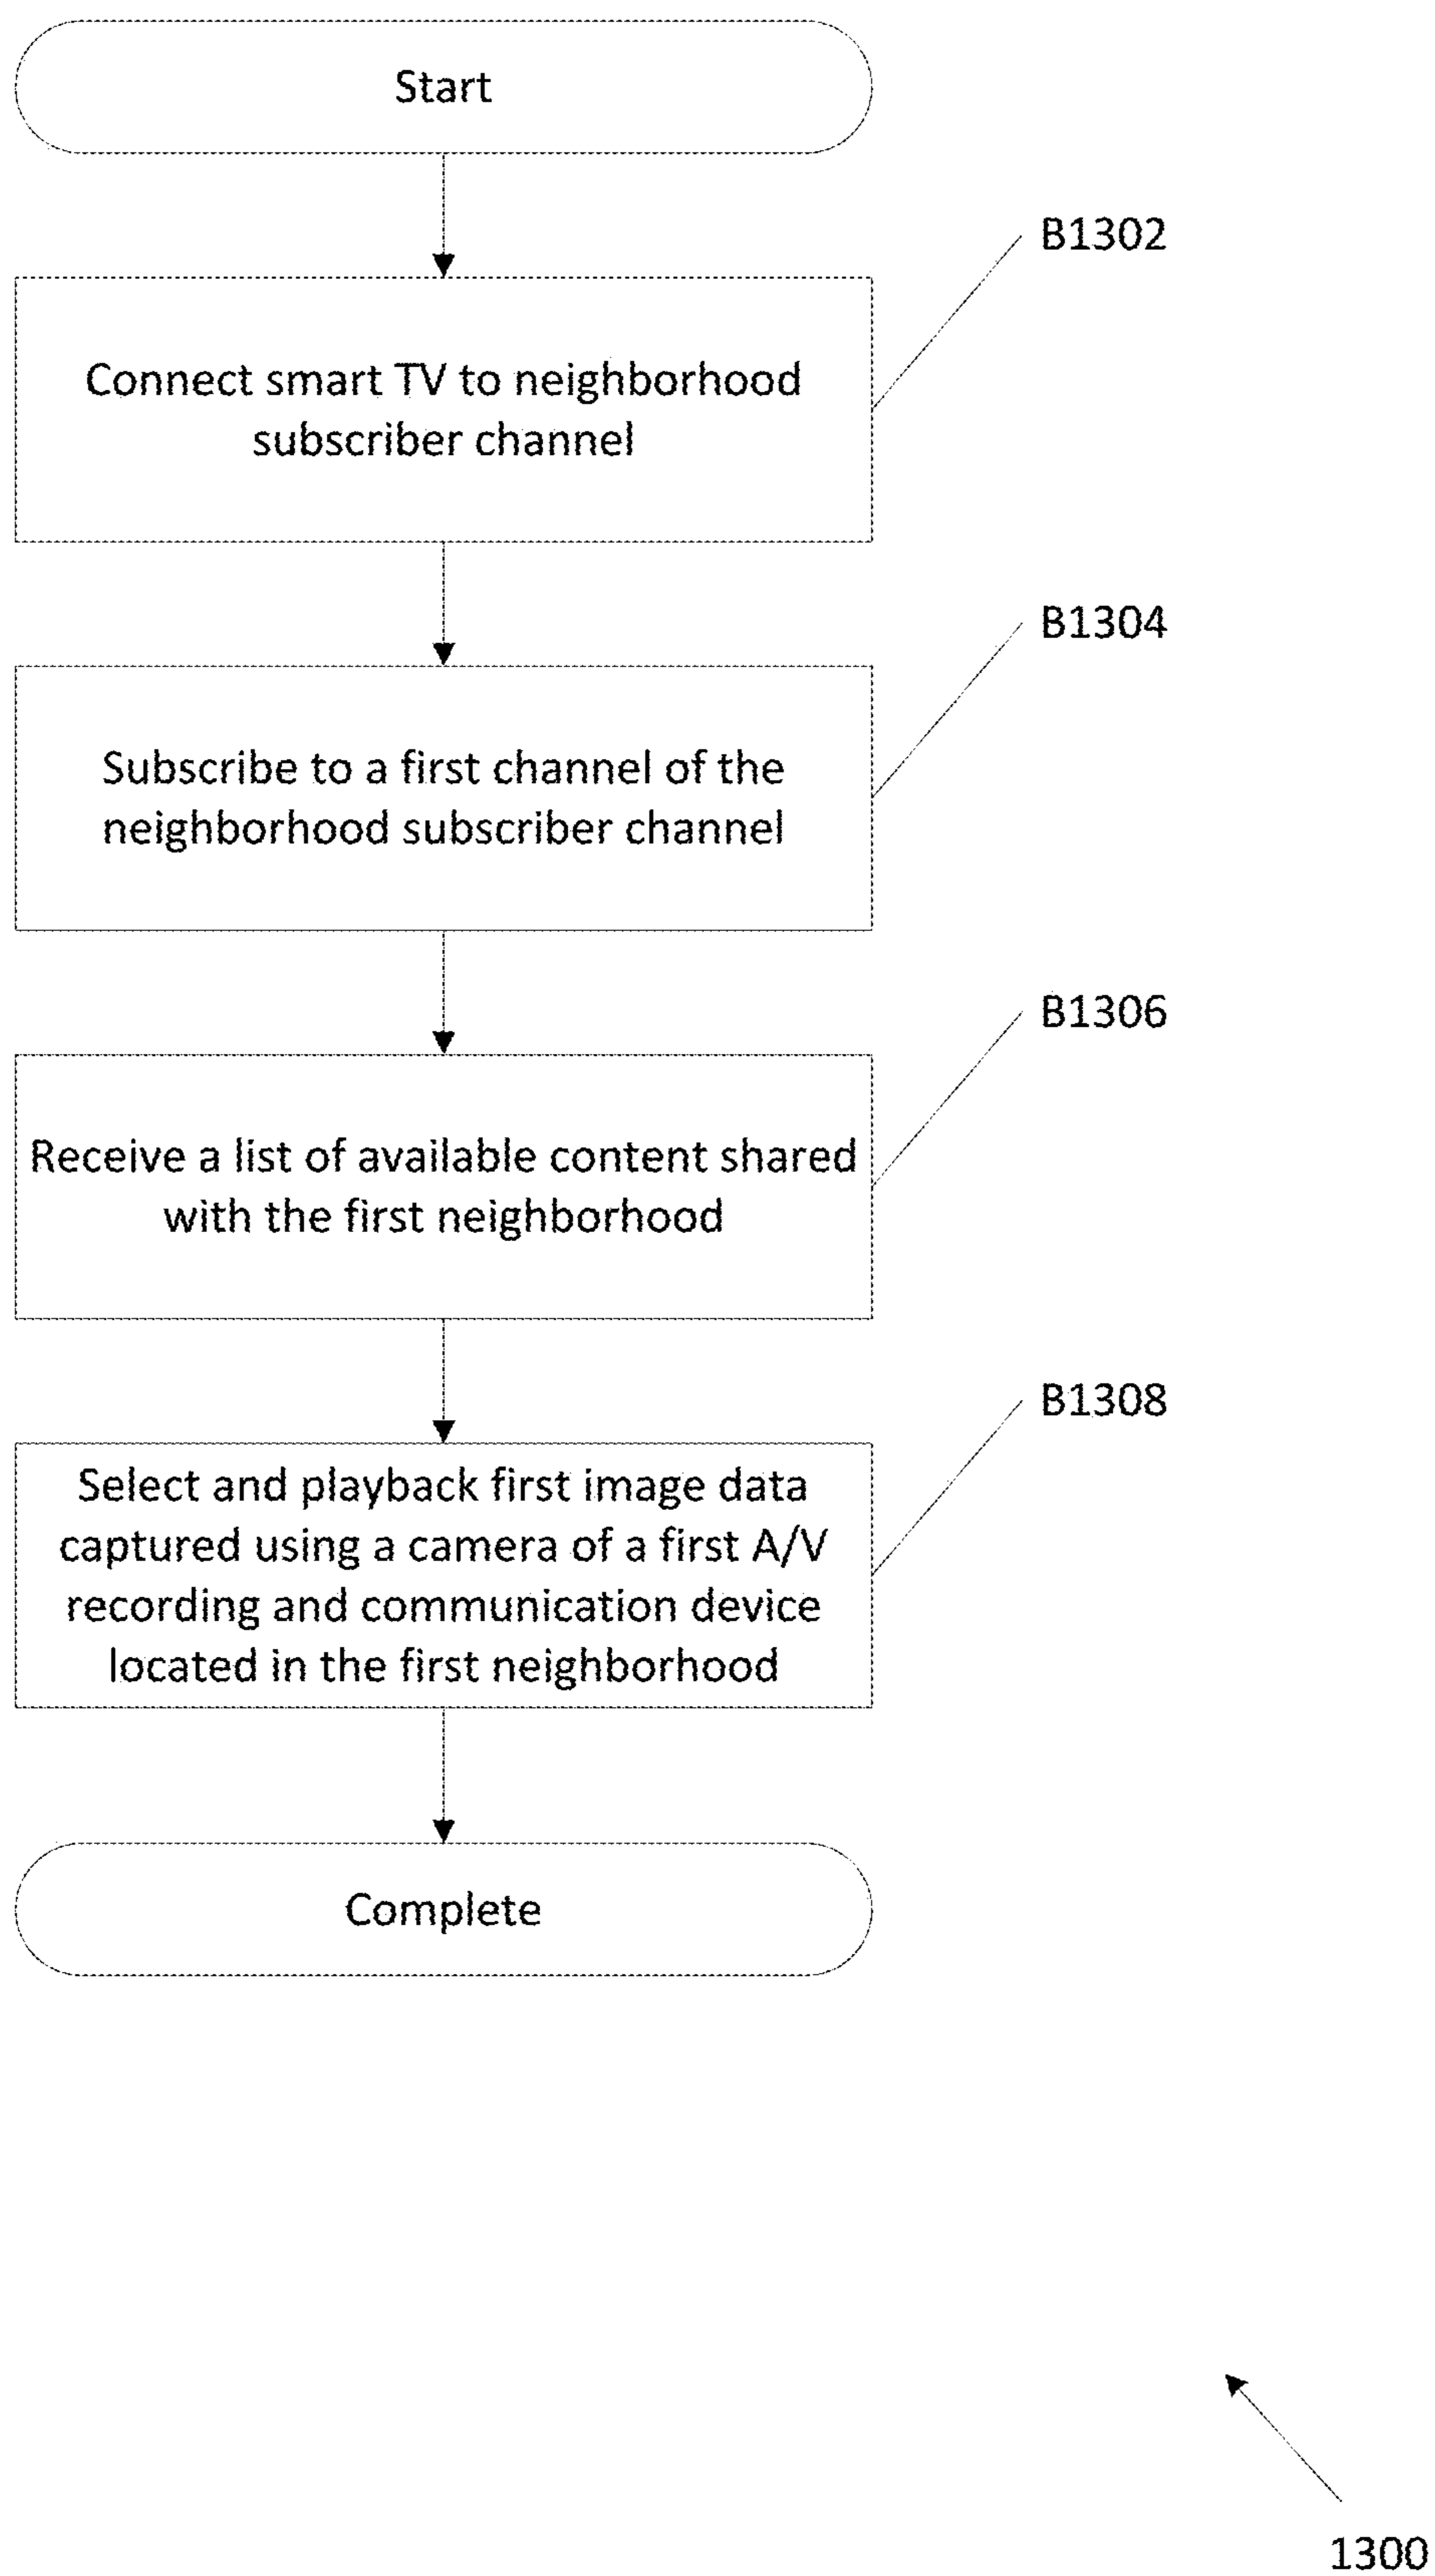 Start
B1302
Connect smart TV to neighborhood
subscriber channel
B1304
Subscribe to a first channel of the
neighborhood subscriber channel
B1306
Receive a list of available content shared
with the first neighborhood
B1308
Select and playback first image data
captured using a camera of a first A/V
recording and communication device
located in the first neighborhood
Complete
1300